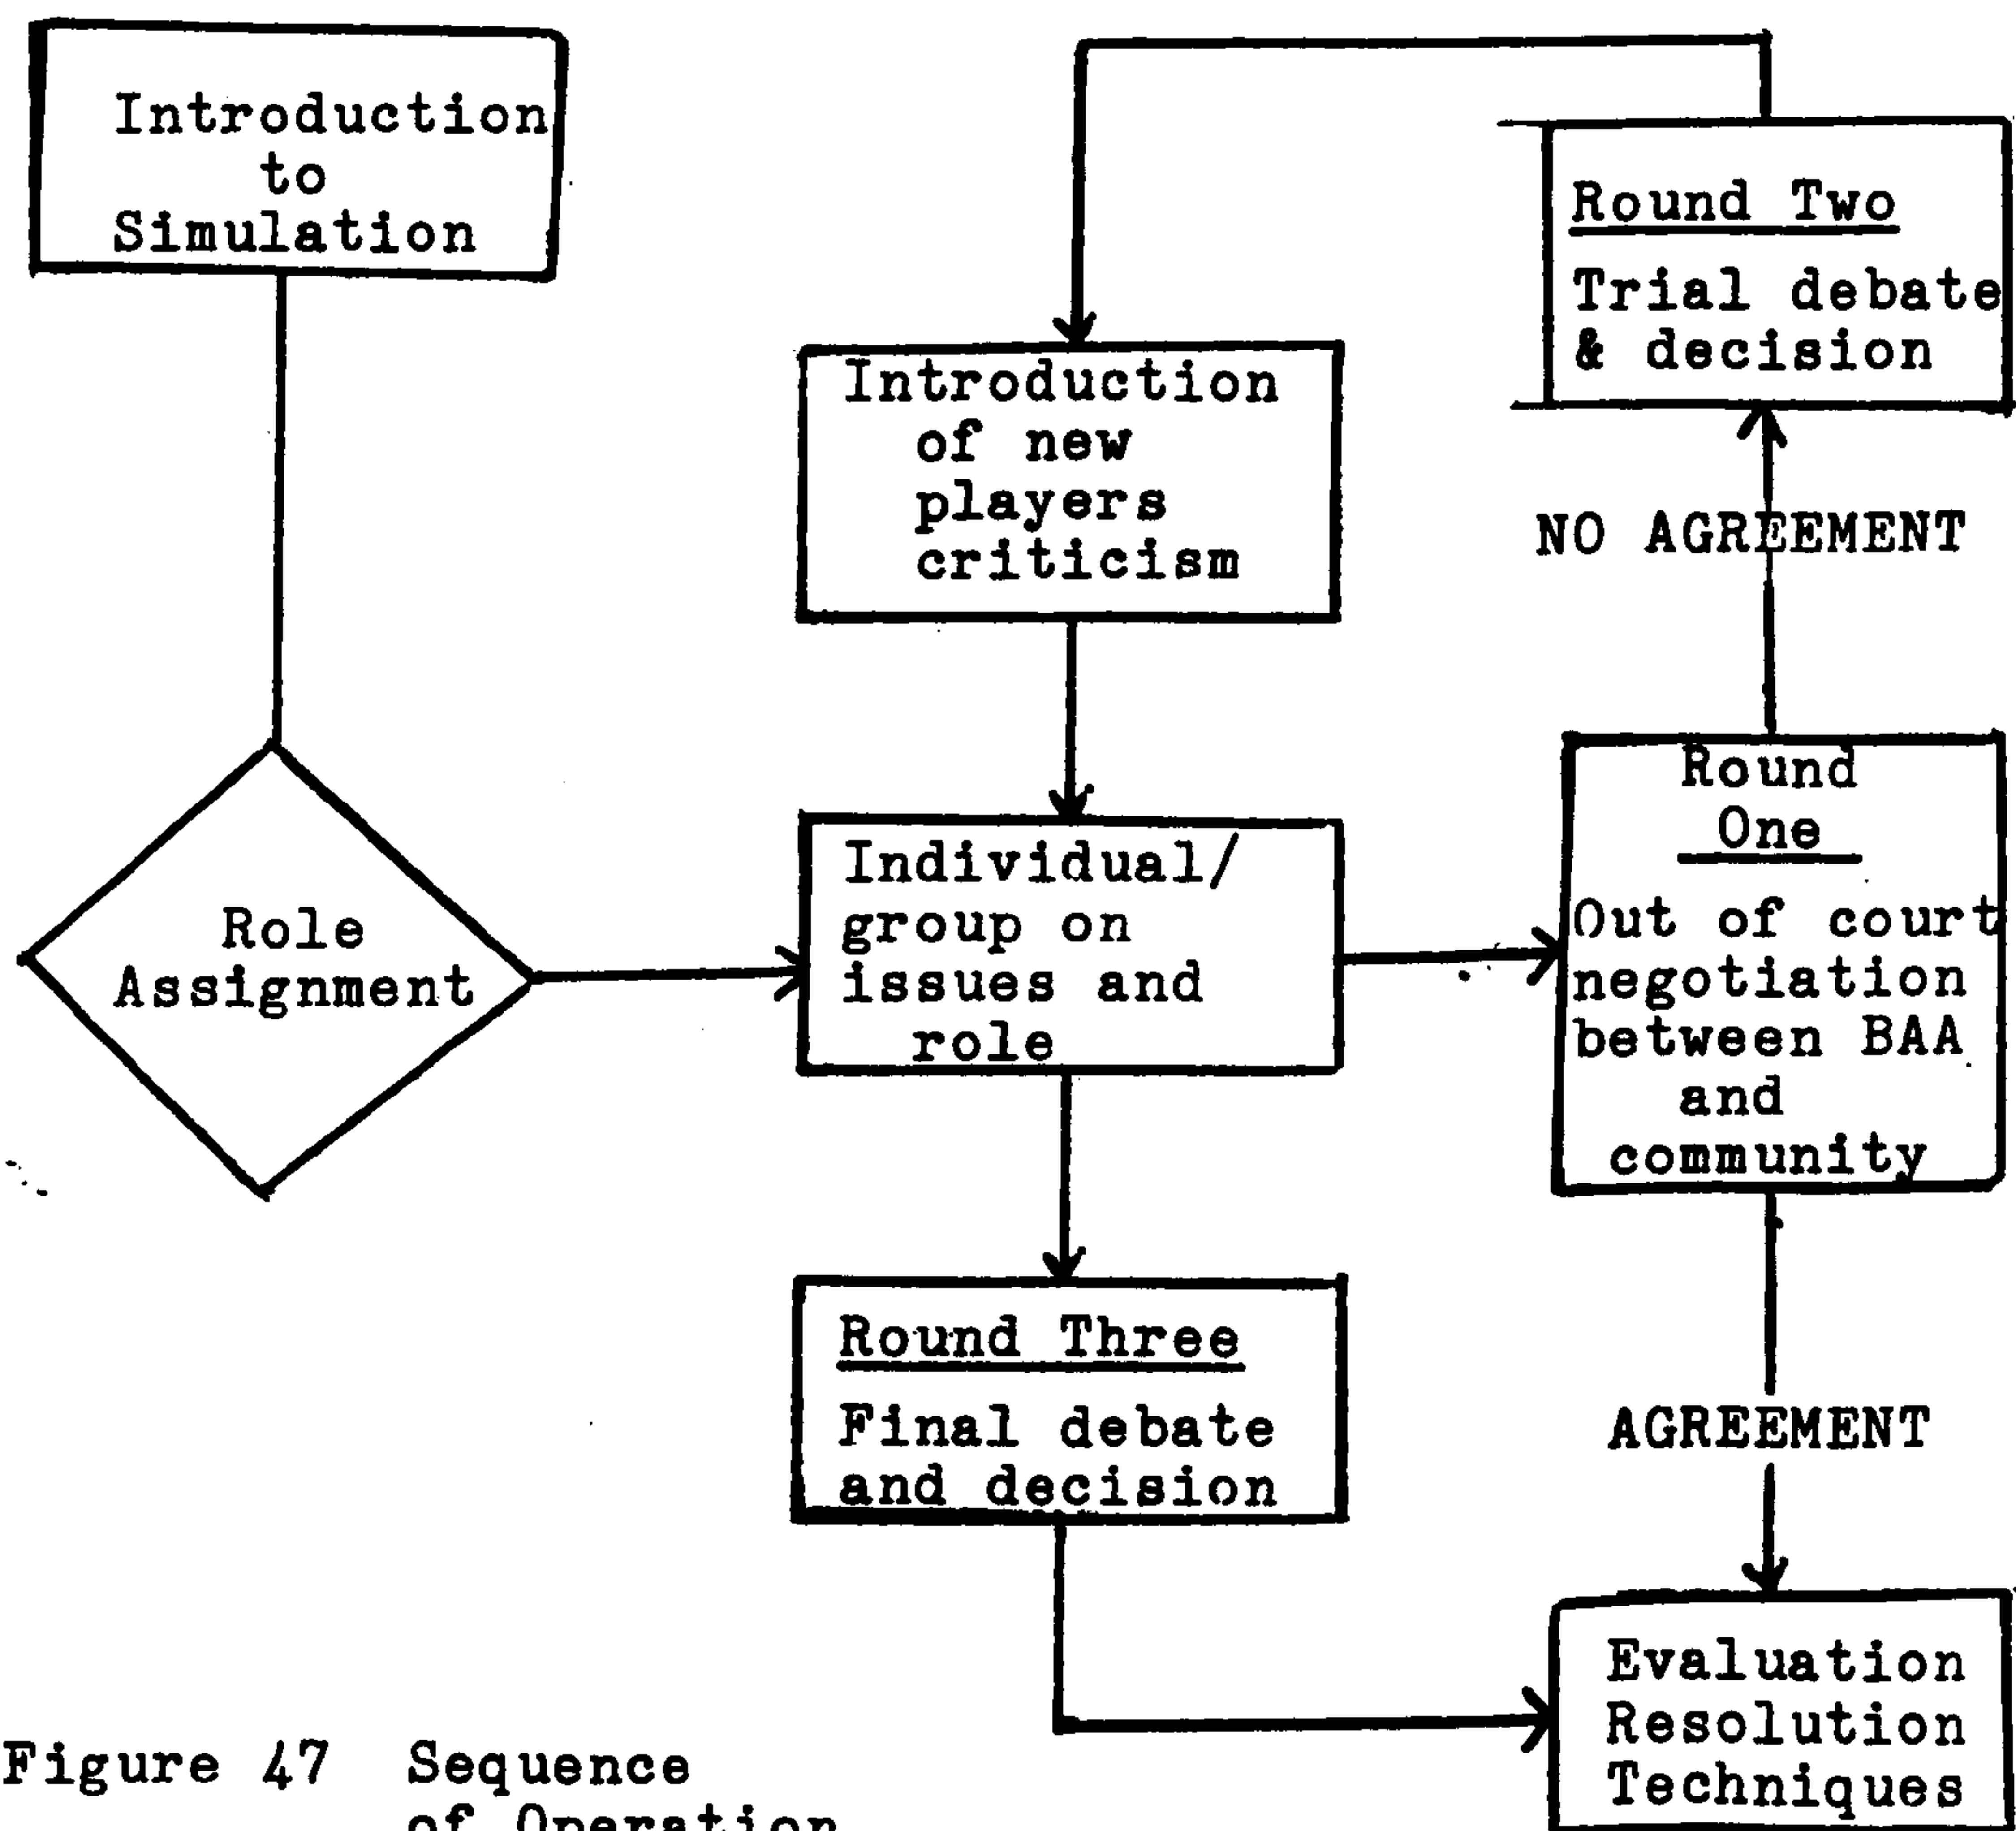 Introduction
to
Simulation
Round Two
Trial debate
& decision
Introduction
of new
players
criticism
NO AGREEMENT
Role
Assignment
Individual/
group on
issues and
role
Round
One
Out of court
negotiation
between BAA
and
community
Round Three
Final debate
and decision
AGREEMENT
Evaluation
Resolution
Techniques
Figure 47 Sequence
of Operation